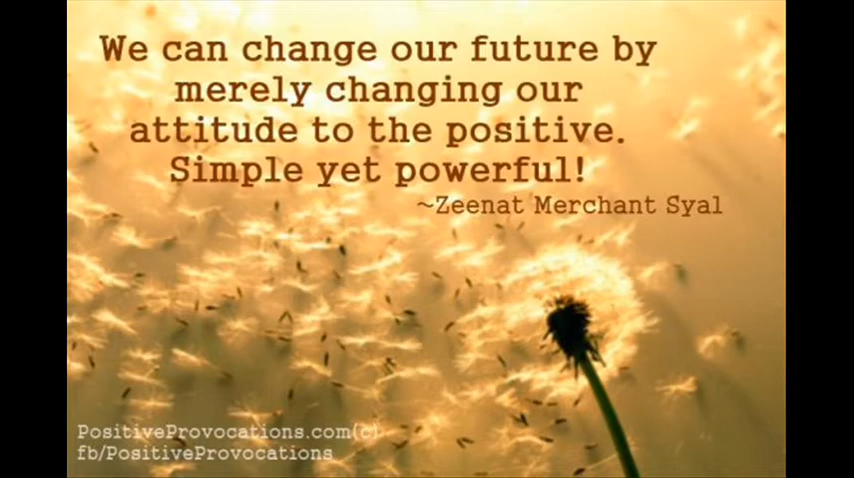 We can change our future by
merely changing our
attitude to the positive.
Simple yet powerful!
~Zeenat Merchant Syal
PositiveProvocations.com(c)
fb/PositiveProvocations